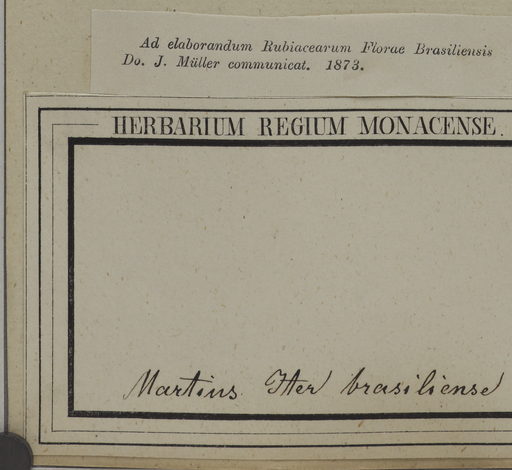 Ad elaborandum Rubiacearum Florae Brasiliensis
Do. J. Müller communicat. 1873.
HERBARIUM REGIUM MONACENSE.
Martius Iter brasiliense